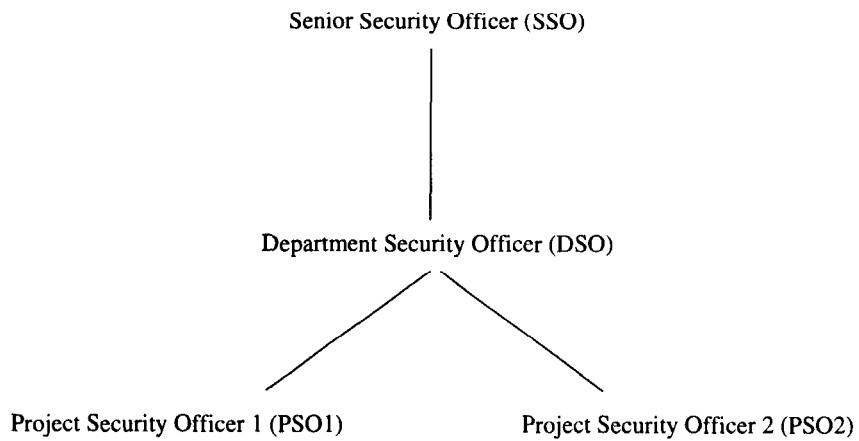 Senior Security Officer (SSO)
Department Security Officer (DSO)
Project Security Officer 1 (PSO1)
Project Security Officer 2 (PSO2)